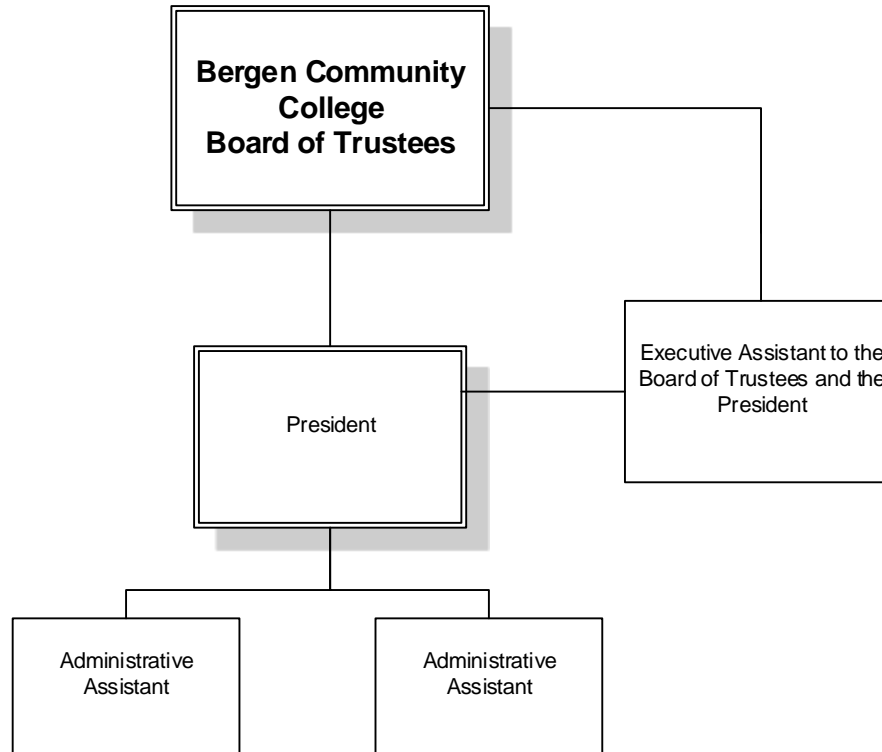 Bergen Community
College
Board of Trustees
Executive Assistant to the
Board of Trustees and the
President
President
Administrative
Assistant
Administrative
Assistant